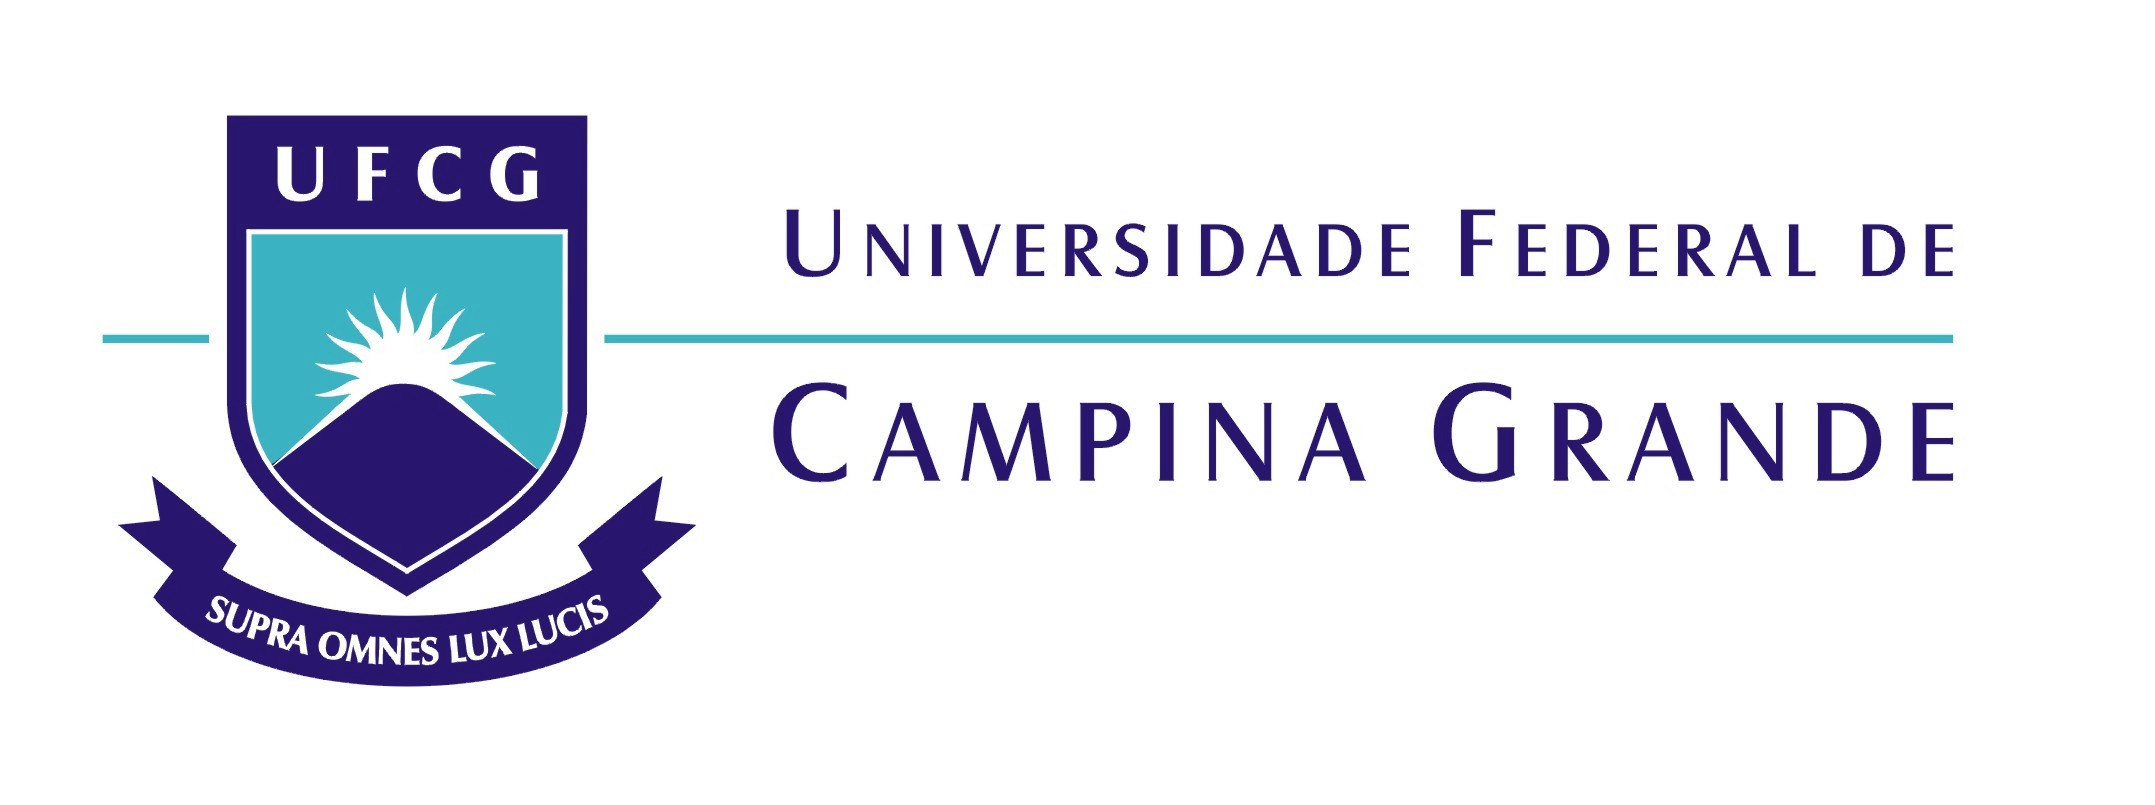 UFCG
UNIVERSIDADE FEDERAL DE
CAMPINA GRANDE
SUPRA OMNES LUX LUCIS